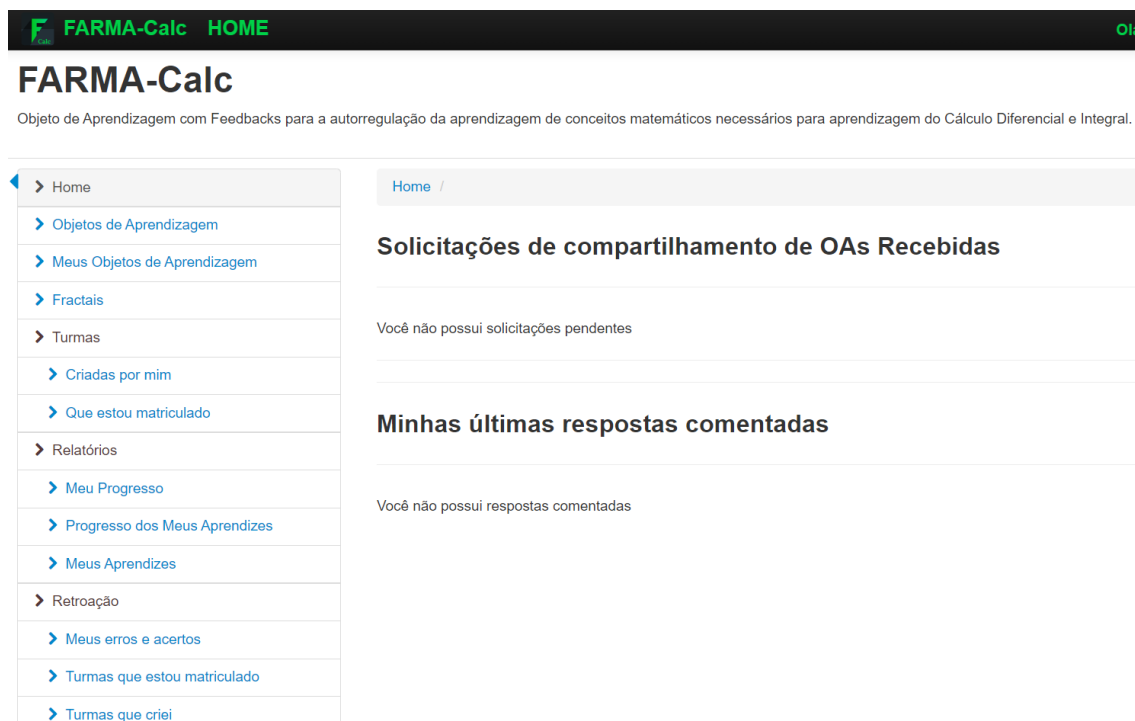 FARMA-Calc HOME
Calc
FARMA-Calc
Objeto de Aprendizagem com Feedbacks para a autorregulação da aprendizagem de conceitos matemáticos necessários para aprendizagem do Cálculo Diferencial e Integral.
Home
Objetos de Aprendizagem
Meus Objetos de Aprendizagem
Fractais
Turmas
Criadas por mim
Que estou matriculado
Relatórios
Meu Progresso
Progresso dos Meus Aprendizes
Meus Aprendizes
Retroação
Meus erros e acertos
Turmas que estou matriculado
Turmas que criei
Home /
Solicitações de compartilhamento de OAs Recebidas
Você não possui solicitações pendentes
Minhas últimas respostas comentadas
Você não possui respostas comentadas